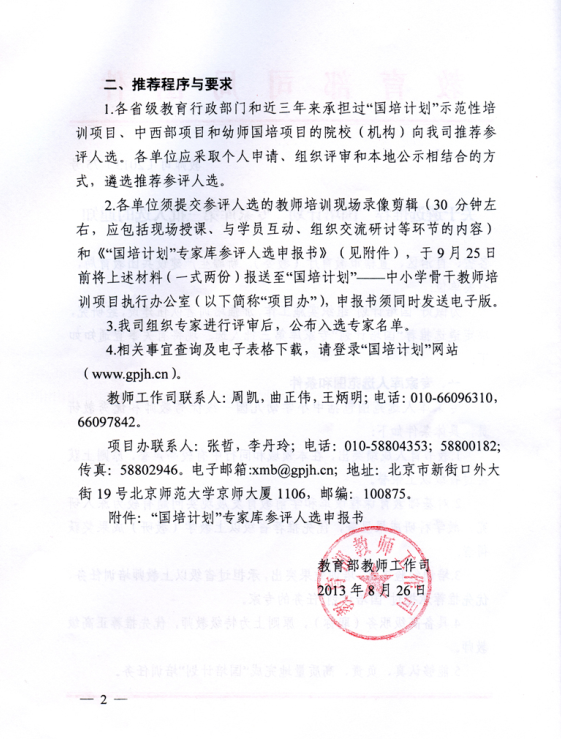 二、推荐程序与要求
1.各省级教育行政部门和近三年来承担过“国培计划”示范性培
训项目、中西部项目和幼师国培项目的院校（机构）向我司推荐参
评人选。各单位应采取个人申请、组织评审和本地公示相结合的方
式，遴选推荐参评人选。
2.各单位须提交参评人选的教师培训现场录像剪辑（30 分钟左
右，应包括现场授课、与学员互动、组织交流研讨等环节的内容）
和《“国培计划”专家库参评人选申报书》（见附件），于 9 月 25 日
前将上述材料（一式两份）报送至“国培计划”——中小学骨干教师培
训项目执行办公室（以下简称“项目办”），申报书须同时发送电子版。
3.我司组织专家进行评审后，公布入选专家名单。
4.相关事宜查询及电子表格下载，请登录“国培计划”网站
（www.gpjh.cn）。
教师工作司联系人：周凯，曲正伟，王炳明；电话：010-66096310，
66097842。
项目办联系人：张哲，李丹玲；电话：010-58804353；58800182；
传真：58802946。电子邮箱:xmb@gpjh.cn；地址：北京市新街口外大
街 19 号北京师范大学京师大厦 1106，邮编：100875。
附件：“国培计划”专家库参评人选申报书
教育部教师工作司
教育部教师工作司
2013 年 8 月 26 日
— 2 —